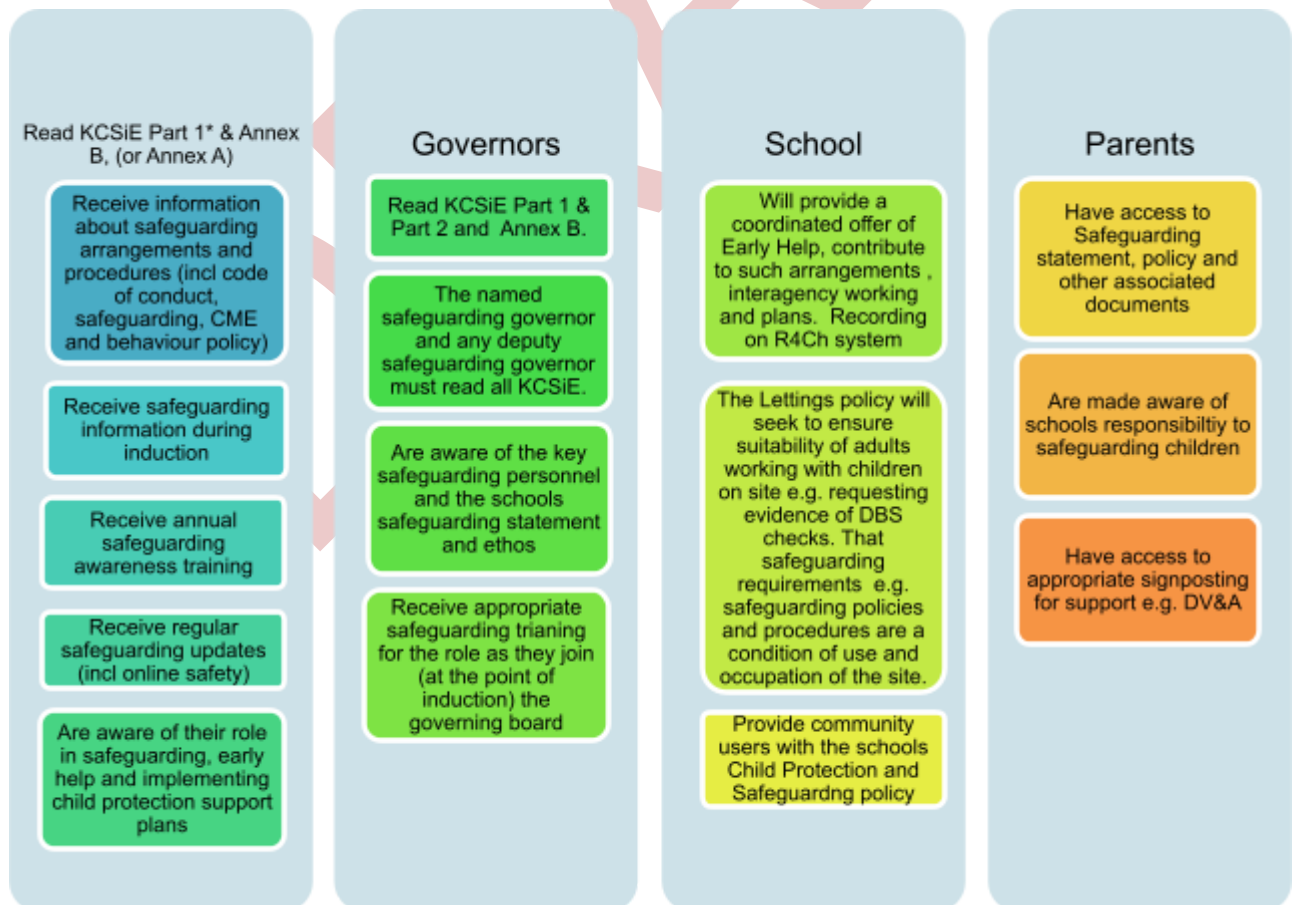 Read KCSiE Part 1* & Annex
B, (or Annex A)
Receive information
about safeguarding
arrangements and
procedures (incl code
of conduct,
safeguarding, CME
and behaviour policy)
Receive safeguarding
information during
induction
Receive annual
safeguarding
awareness training
Receive regular
safeguarding updates
(incl online safety)
Are aware of their role
in safeguarding, early
help and implementing
child protection support
plans
Governors
Read KCSiE Part 1 &
Part 2 and Annex B.
The named
safeguarding governor
and any deputy
safeguarding governor
must read all KCSiE.
Are aware of the key
safeguarding personnel
and the schools
safeguarding statement
and ethos
Receive appropriate
safeguarding trianing
for the role as they join
(at the point of
induction) the
governing board
School
Will provide a
coordinated offer of
Early Help, contribute
to such arrangements ,
interagency working
and plans. Recording
on R4Ch system
The Lettings policy will
seek to ensure
suitability of adults
working with children
on site e.g. requesting
evidence of DBS
checks. That
safeguarding
requirements e.g.
safeguarding policies
and procedures are a
condition of use and
occupation of the site.
Provide community
users with the schools
Child Protection and
Safeguardng policy
Parents
Have access to
Safeguarding
statement, policy and
other associated
documents
Are made aware of
schools responsibiltiy to
safeguarding children
Have access to
appropriate signposting
for support e.g. DV&A